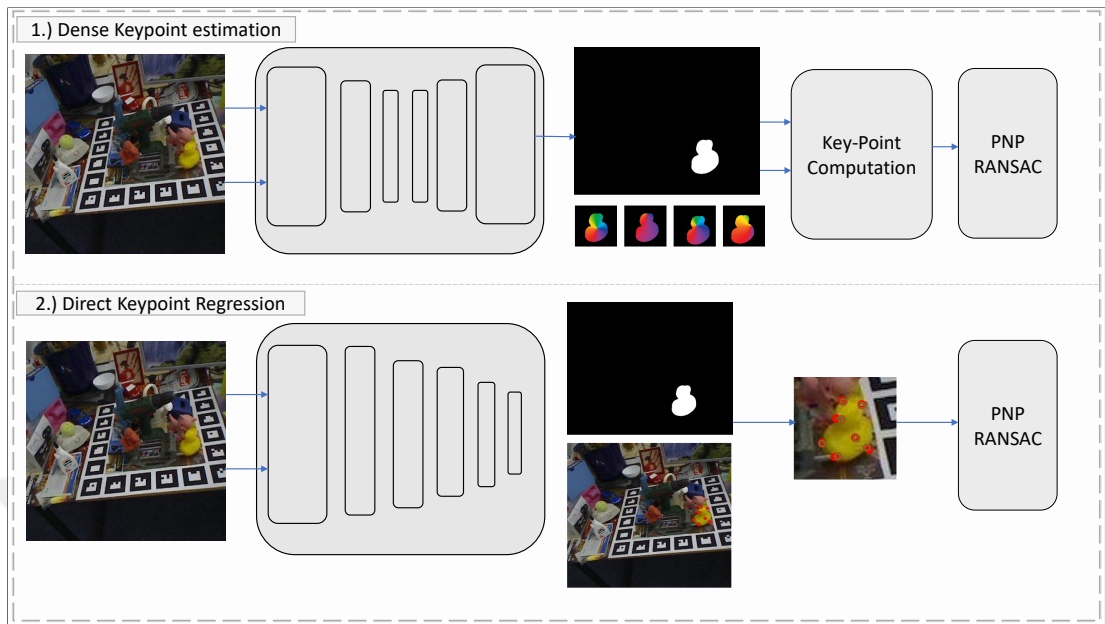 1.) Dense Keypoint estimation
Key-Point
Computation
PNP
RANSAC
2.) Direct Keypoint Regression
PNP
RANSAC